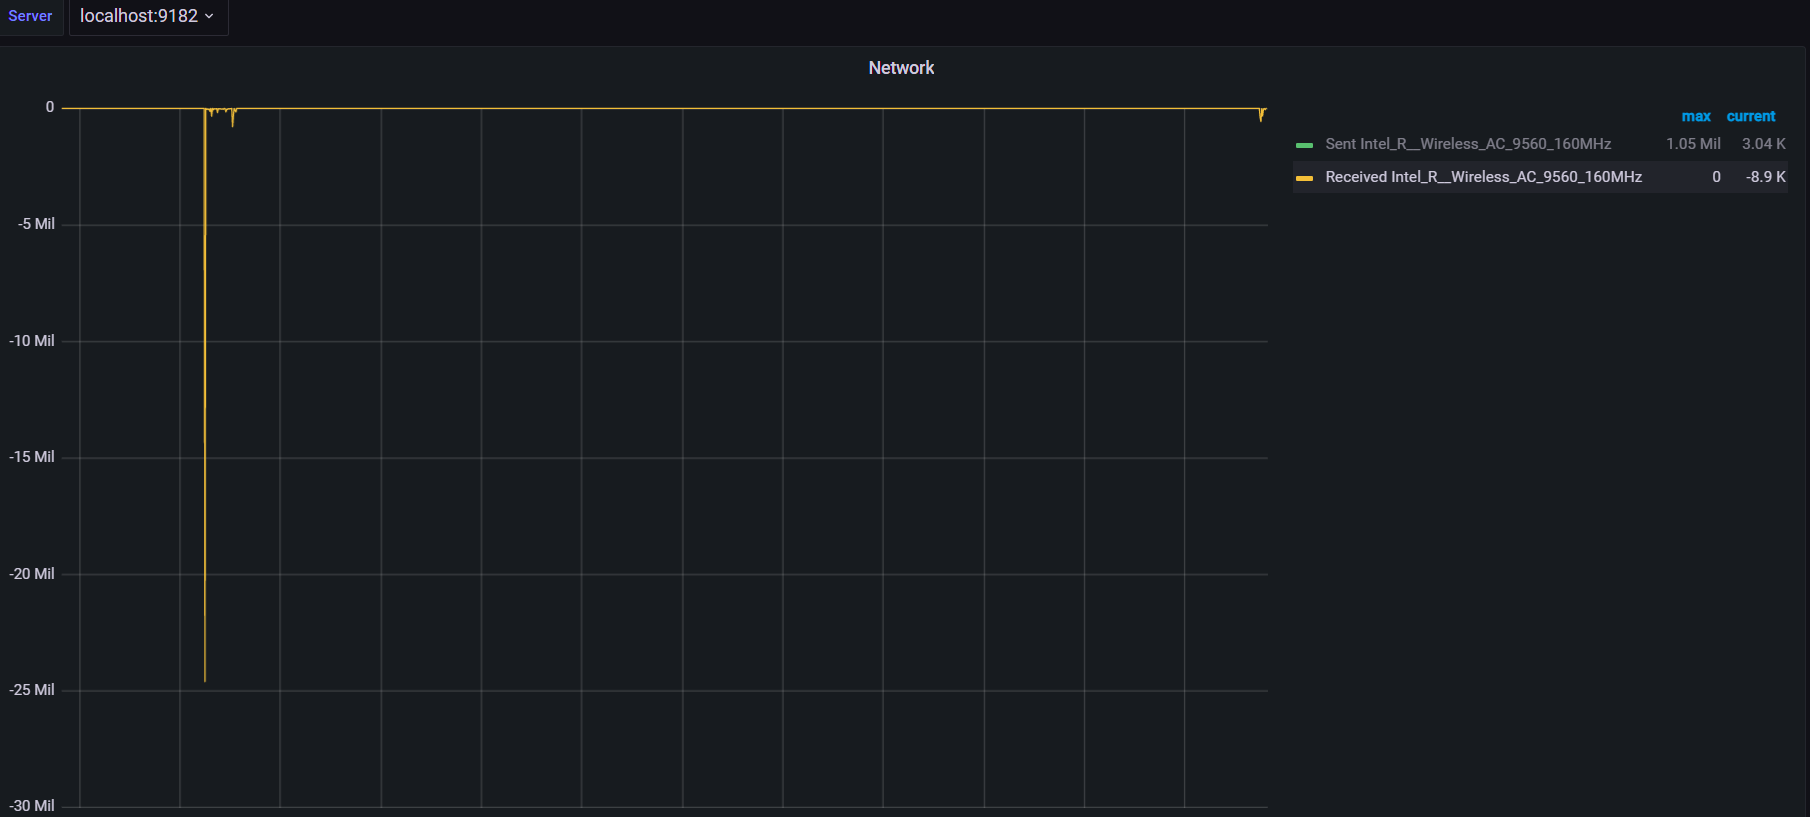 Server localhost:9182
Network
0
-5 Mil
-10 Mil
-15 Mil
-20 Mil
-25 Mil
-30 Mil
max current
Sent Intel_R__Wireless_AC_9560_160MHz 1.05 Mil 3.04 K
Received Intel_R__Wireless_AC_9560_160MHz 0 -8.9 K